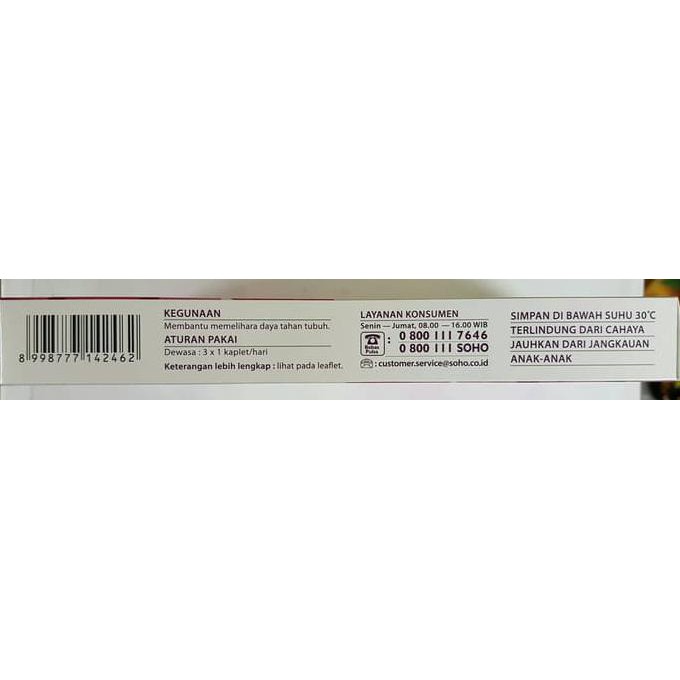 8 998777 142462
KEGUNAAN
Membantu memelihara daya tahan tubuh.
ATURAN PAKAI
Dewasa : 3 x 1 kaplet/hari
Keterangan lebih lengkap : lihat pada leaflet.
LAYANAN KONSUMEN
Senin — Jumat, 08.00 — 16.00 WIB
Bebas
Pulsa
: 0 800 111 7646
0 800 111 SOHO
: customer.service@soho.co.id
SIMPAN DI BAWAH SUHU 30°C
TERLINDUNG DARI CAHAYA
JAUHKAN DARI JANGKAUAN
ANAK-ANAK